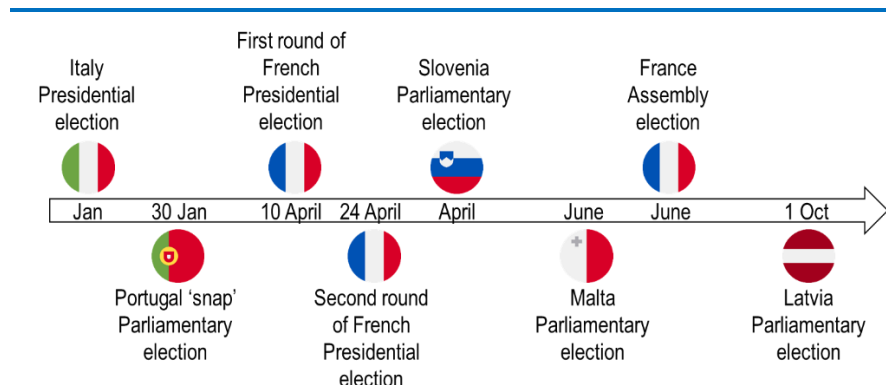 Italy
Presidential
election
First round of
French
Presidential
election
Slovenia
Parliamentary
election
France
Assembly
election
Jan
30 Jan
10 April
24 April
April
June
June
1 Oct
Portugal ‘snap’
Parliamentary
election
Second round
of French
Presidential
election
Malta
Parliamentary
election
Latvia
Parliamentary
election